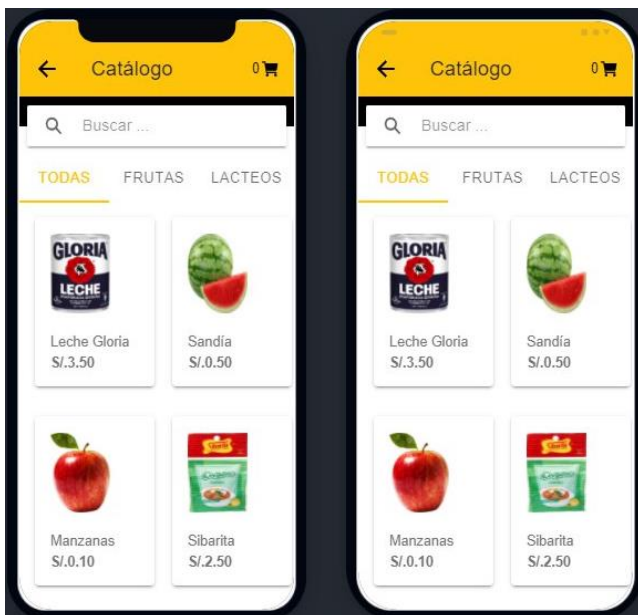 Catálogo 0
Buscar ...
TODAS FRUTAS LACTEOS
GLORIA
LECHE
Leche Gloria Sandía
S/.3.50 S/.0.50
Manzanas Sibarita
S/.0.10 S/.2.50
Catálogo 0
Buscar ...
TODAS FRUTAS LACTEOS
GLORIA
LECHE
Leche Gloria Sandía
S/.3.50 S/.0.50
Manzanas Sibarita
S/.0.10 S/.2.50